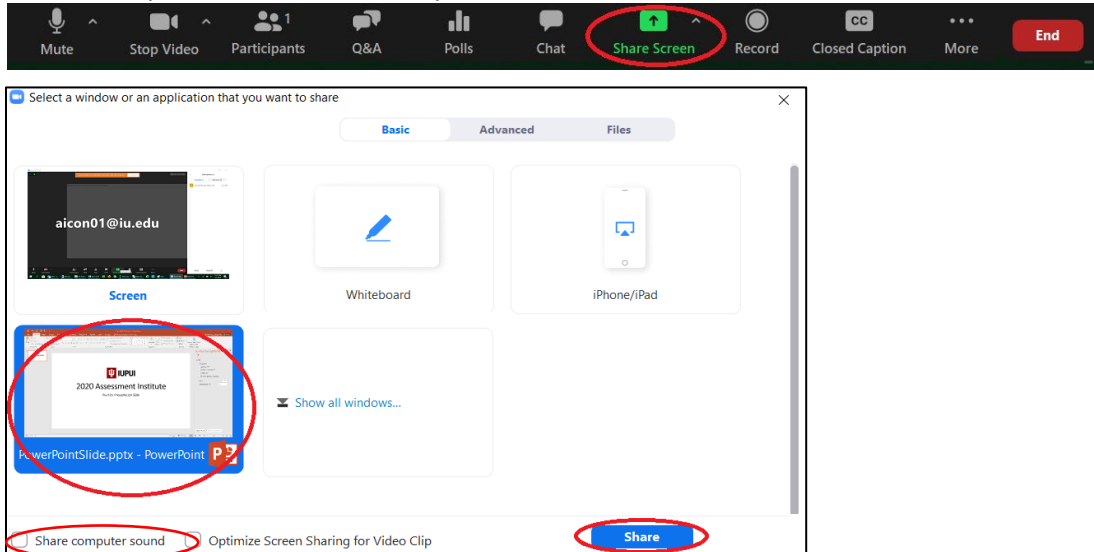 1
Mute Stop Video Participants Q&A Polls Chat Share Screen Record Closed Caption More End
CC
Select a window or an application that you want to share
Basic Advanced Files
aicon01@iu.edu
Screen Whiteboard iPhone/iPad
IUPUI
2020 Assessment Institute
Show all windows...
PowerPointSlide.pptx - PowerPoint
Share computer sound Optimize Screen Sharing for Video Clip Share